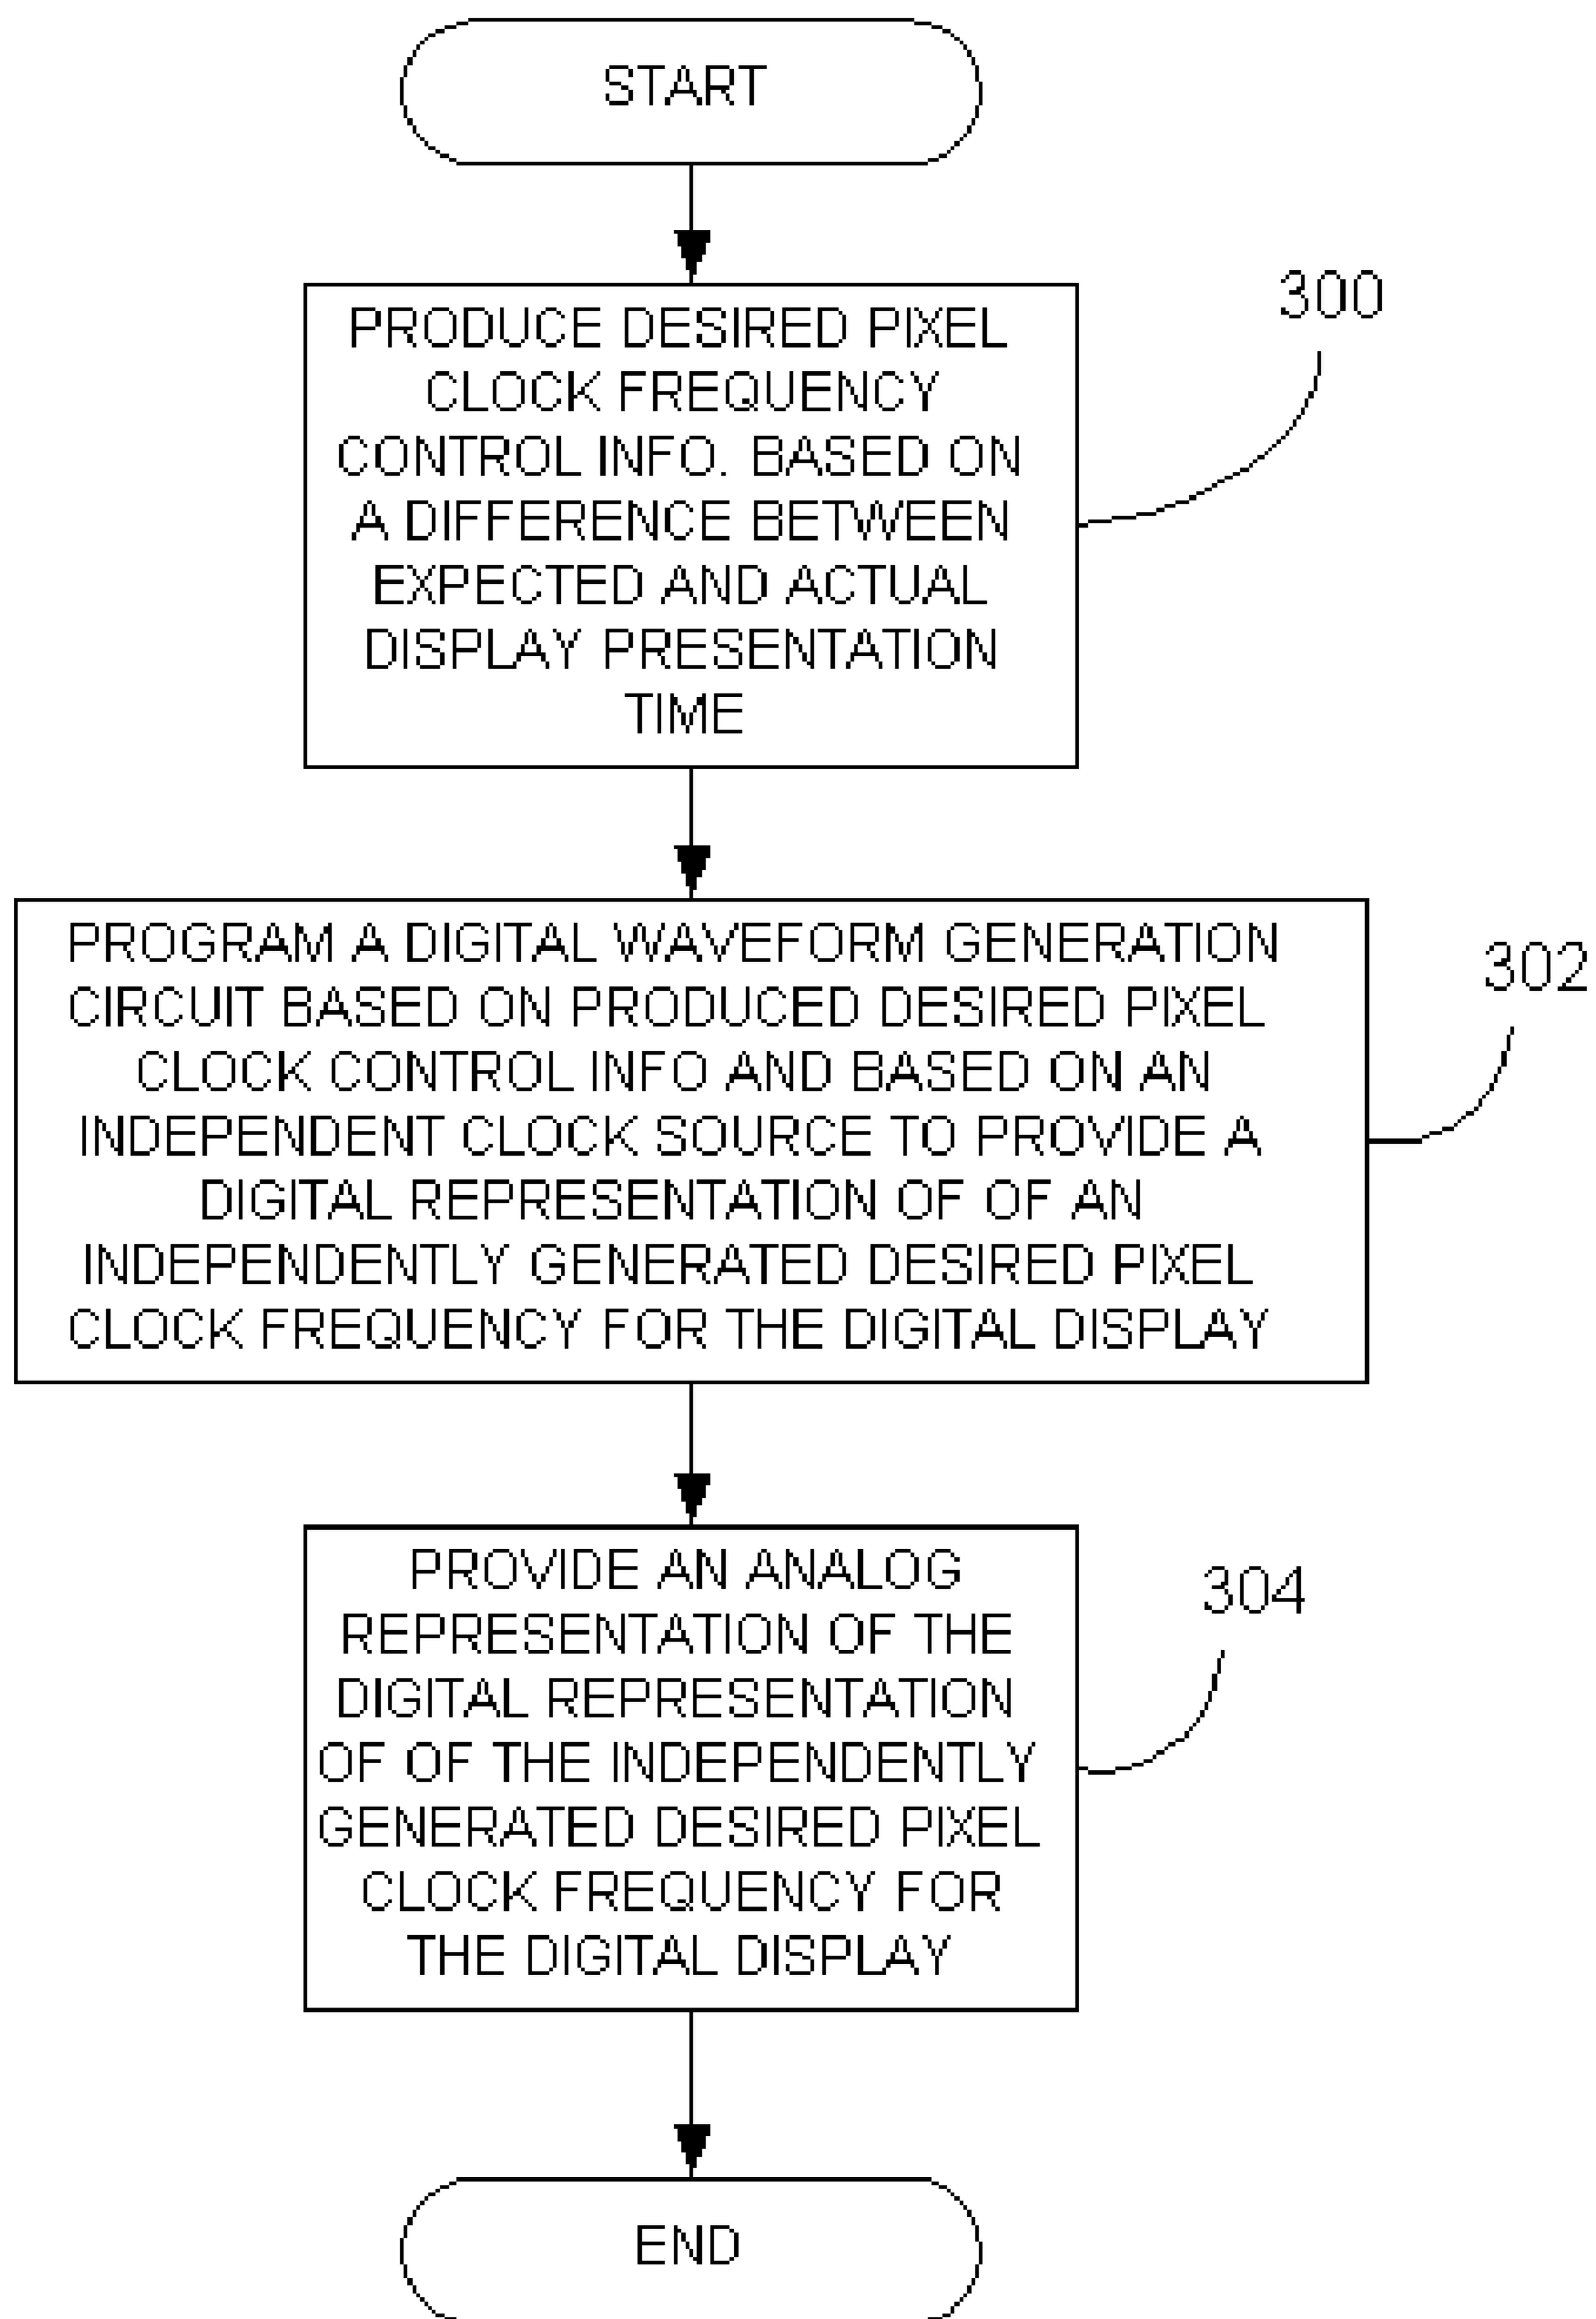 START
300
PRODUCE DESIRED PIXEL
CLOCK FREQUENCY
CONTROL INFO. BASED ON
A DIFFERENCE BETWEEN
EXPECTED AND ACTUAL
DISPLAY PRESENTATION
TIME
302
PROGRAM A DIGITAL WAVEFORM GENERATION
CIRCUIT BASED ON PRODUCED DESIRED PIXEL
CLOCK CONTROL INFO AND BASED ON AN
INDEPENDENT CLOCK SOURCE TO PROVIDE A
DIGITAL REPRESENTATION OF OF AN
INDEPENDENTLY GENERATED DESIRED PIXEL
CLOCK FREQUENCY FOR THE DIGITAL DISPLAY
304
PROVIDE AN ANALOG
REPRESENTATION OF THE
DIGITAL REPRESENTATION
OF OF THE INDEPENDENTLY
GENERATED DESIRED PIXEL
CLOCK FREQUENCY FOR
THE DIGITAL DISPLAY
END